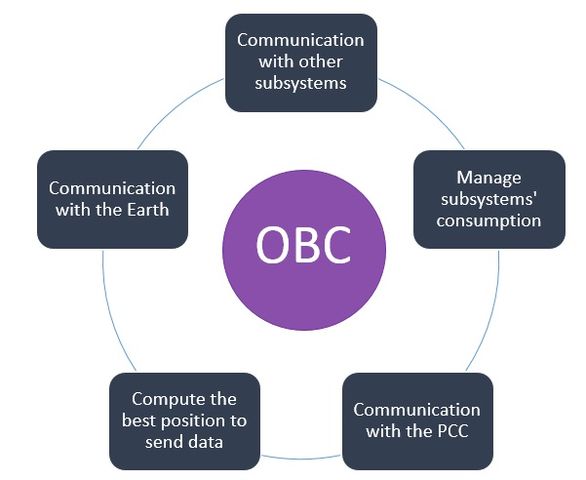 Communication
with other
subsystems
Manage
subsystems'
consumption
Communication
with the PCC
Compute the
best position to
send data
Communication
with the Earth
OBC